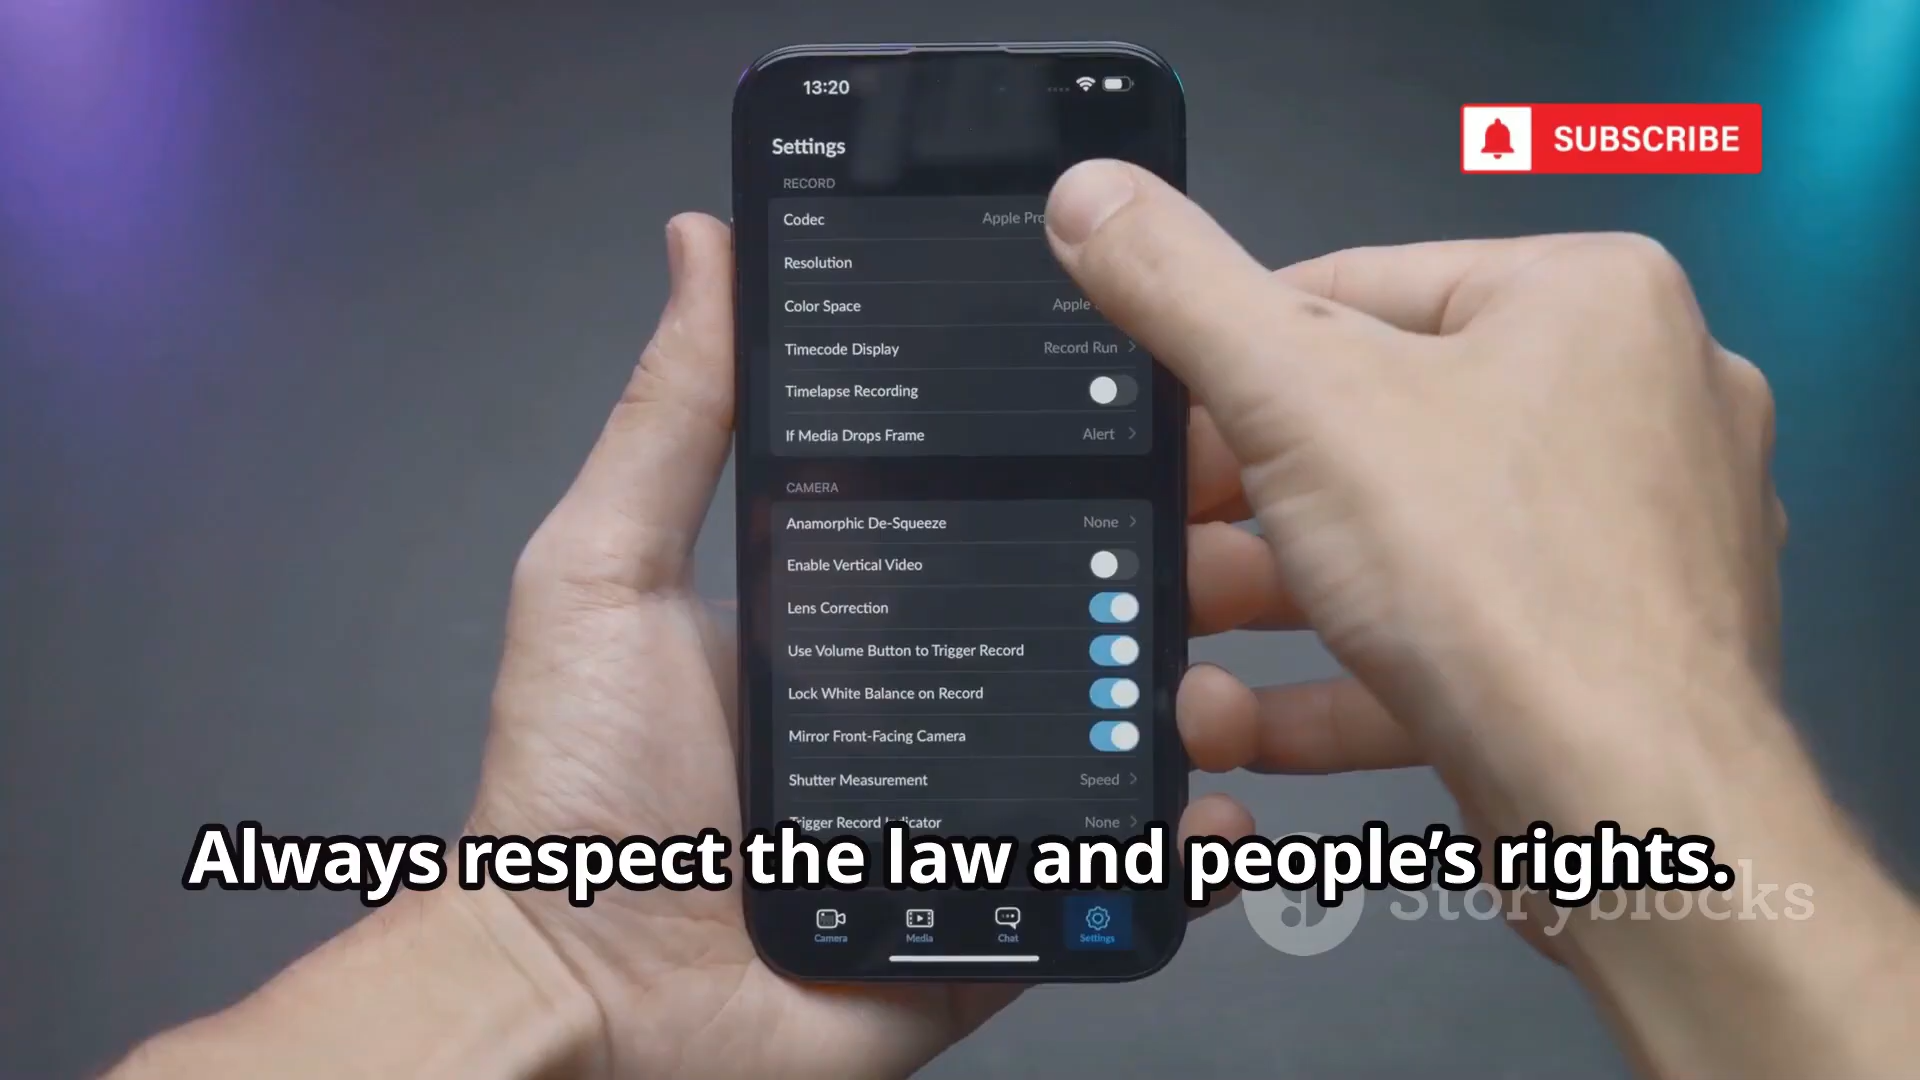 13:20
SUBSCRIBE
Settings
RECORD
Codec Apple Pro
Resolution
Color Space Apple
Timecode Display Record Run
Timelapse Recording
If Media Drops Frame Alert
CAMERA
Anamorphic De-Squeeze None
Enable Vertical Video
Lens Correction
Use Volume Button to Trigger Record
Lock White Balance on Record
Mirror Front-Facing Camera
Shutter Measurement Speed
Trigger Record Indicator None
Always respect the law and people’s rights.
Storyblocks
Camera Media Chat Settings